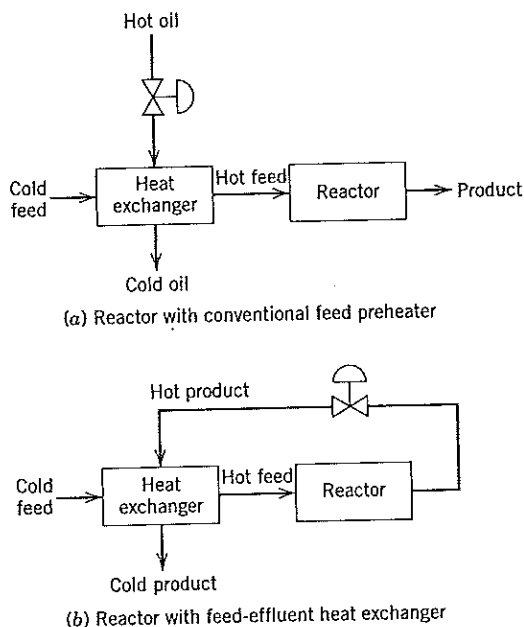 Hot oil
Cold
feed
Heat
exchanger
Hot feed
Reactor
Product
Cold oil
(a) Reactor with conventional feed preheater
Hot product
Cold
feed
Heat
exchanger
Hot feed
Reactor
Cold product
(b) Reactor with feed-effluent heat exchanger